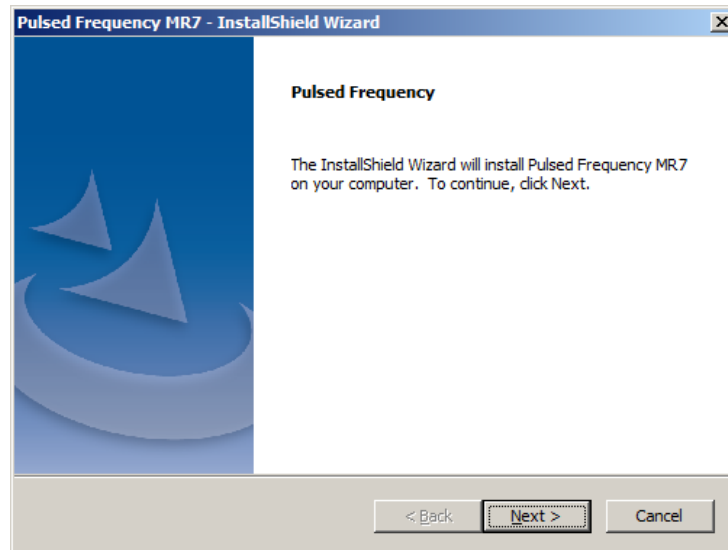 Pulsed Frequency MR7 - InstallShield Wizard
Pulsed Frequency
The InstallShield Wizard will install Pulsed Frequency MR7
on your computer. To continue, click Next.
< Back Next > Cancel